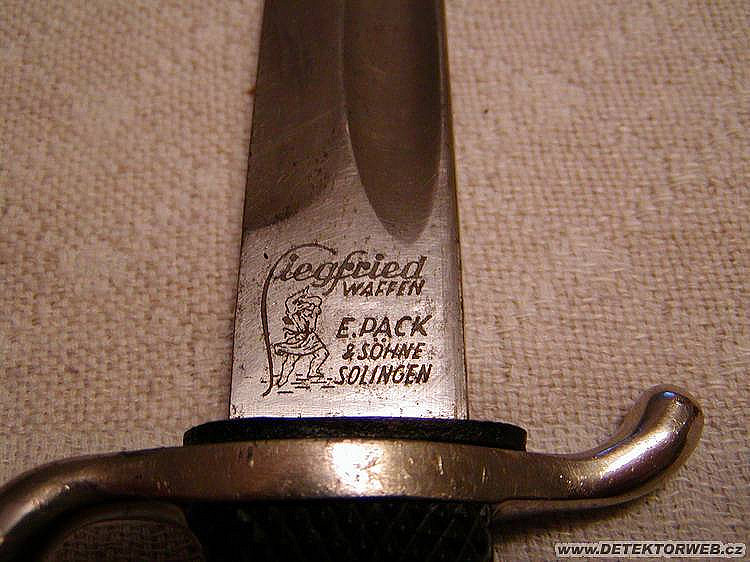 Siegfried
WAFFEN
E. PACK
& SÖHNE
SOLINGEN
www.DETEKTORWEB.cz